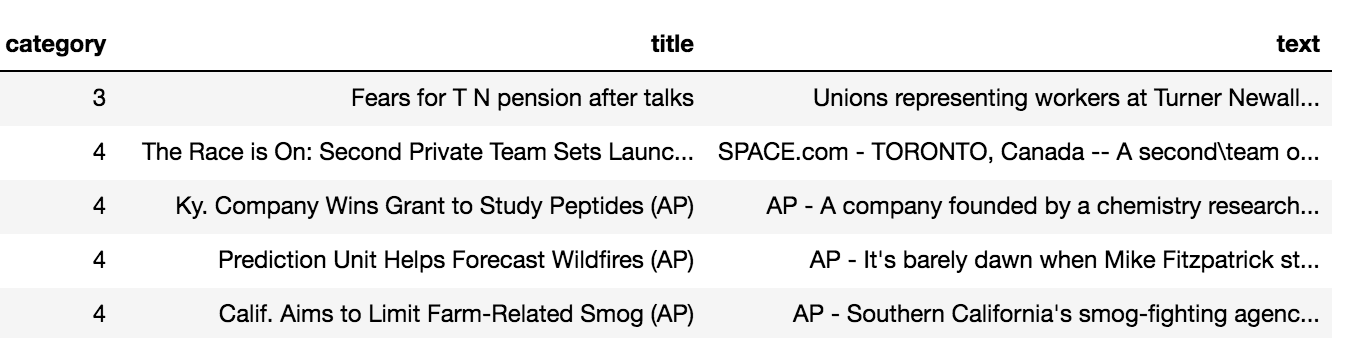 category title text
3 Fears for T N pension after talks Unions representing workers at Turner Newall...
4 The Race is On: Second Private Team Sets Launc... SPACE.com - TORONTO, Canada -- A second\team o...
4 Ky. Company Wins Grant to Study Peptides (AP) AP - A company founded by a chemistry research...
4 Prediction Unit Helps Forecast Wildfires (AP) AP - It's barely dawn when Mike Fitzpatrick st...
4 Calif. Aims to Limit Farm-Related Smog (AP) AP - Southern California's smog-fighting agenc...